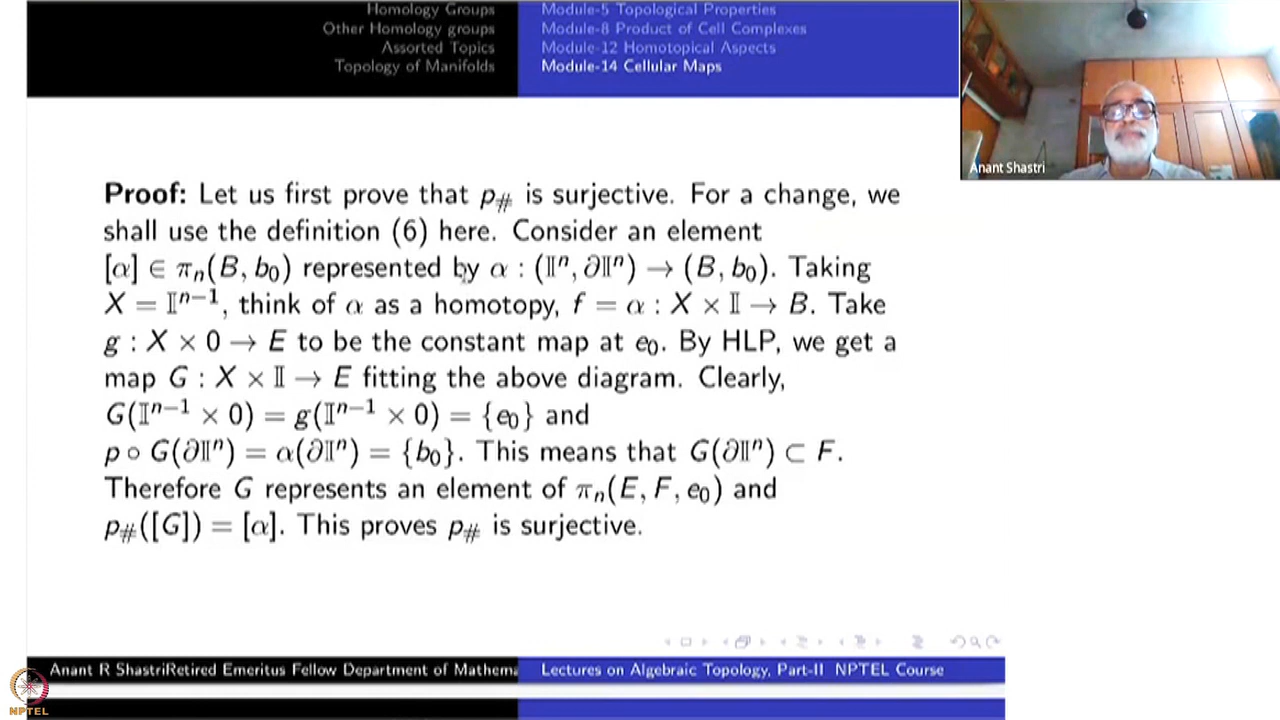 Homology Groups
Other Homology groups
Assorted Topics
Topology of Manifolds
Module-5 Topological Properties
Module-8 Product of Cell Complexes
Module-12 Homotopical Aspects
Module-14 Cellular Maps
Anant Shastri
Proof: Let us first prove that p_# is surjective. For a change, we
shall use the definition (6) here. Consider an element
[α] ∈ π_n(B, b_0) represented by α : (𝕀^n, ∂𝕀^n) → (B, b_0). Taking
X = 𝕀^{n−1}, think of α as a homotopy, f = α : X × 𝕀 → B. Take
g : X × 0 → E to be the constant map at e_0. By HLP, we get a
map G : X × 𝕀 → E fitting the above diagram. Clearly,
G(𝕀^{n−1} × 0) = g(𝕀^{n−1} × 0) = {e_0} and
p ∘ G(∂𝕀^n) = α(∂𝕀^n) = {b_0}. This means that G(∂𝕀^n) ⊂ F.
Therefore G represents an element of π_n(E, F, e_0) and
p_#([G]) = [α]. This proves p_# is surjective.
Anant R ShastriRetired Emeritus Fellow Department of Mathema
Lectures on Algebraic Topology, Part-II NPTEL Course
NPTEL